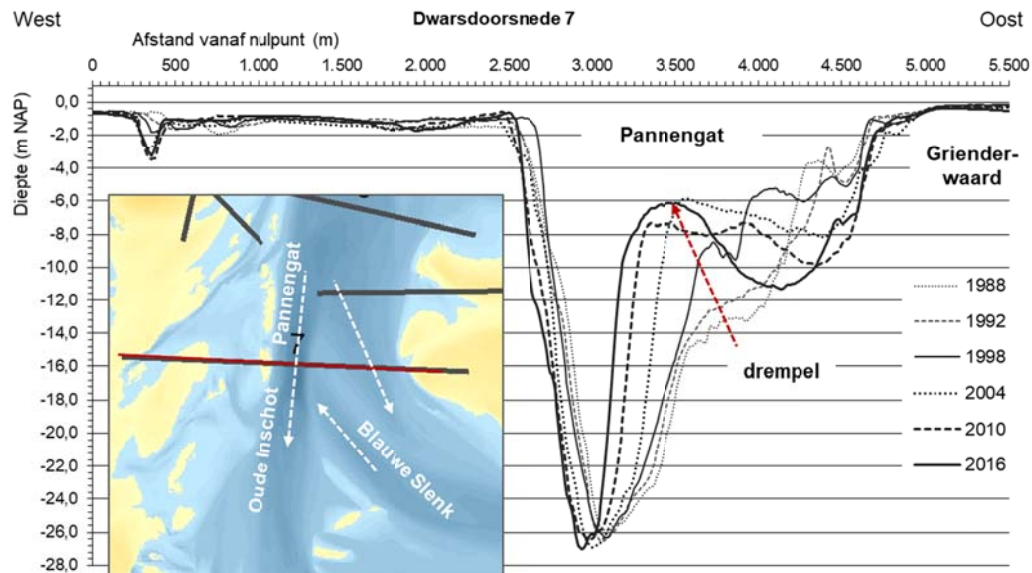 West
Dwarsdoorsnede 7
Oost
Afstand vanaf nulpunt (m)
0 500 1.000 1.500 2.000 2.500 3.000 3.500 4.000 4.500 5.000 5.500
Diepte (m NAP)
0,0
-2,0
-4,0
-6,0
-8,0
-10,0
-12,0
-14,0
-16,0
-18,0
-20,0
-22,0
-24,0
-26,0
-28,0
Pannengat
Griender-
waard
drempel
1988
1992
1998
2004
2010
2016
Pannengat
7
Oude Inschot
Blauwe Slenk